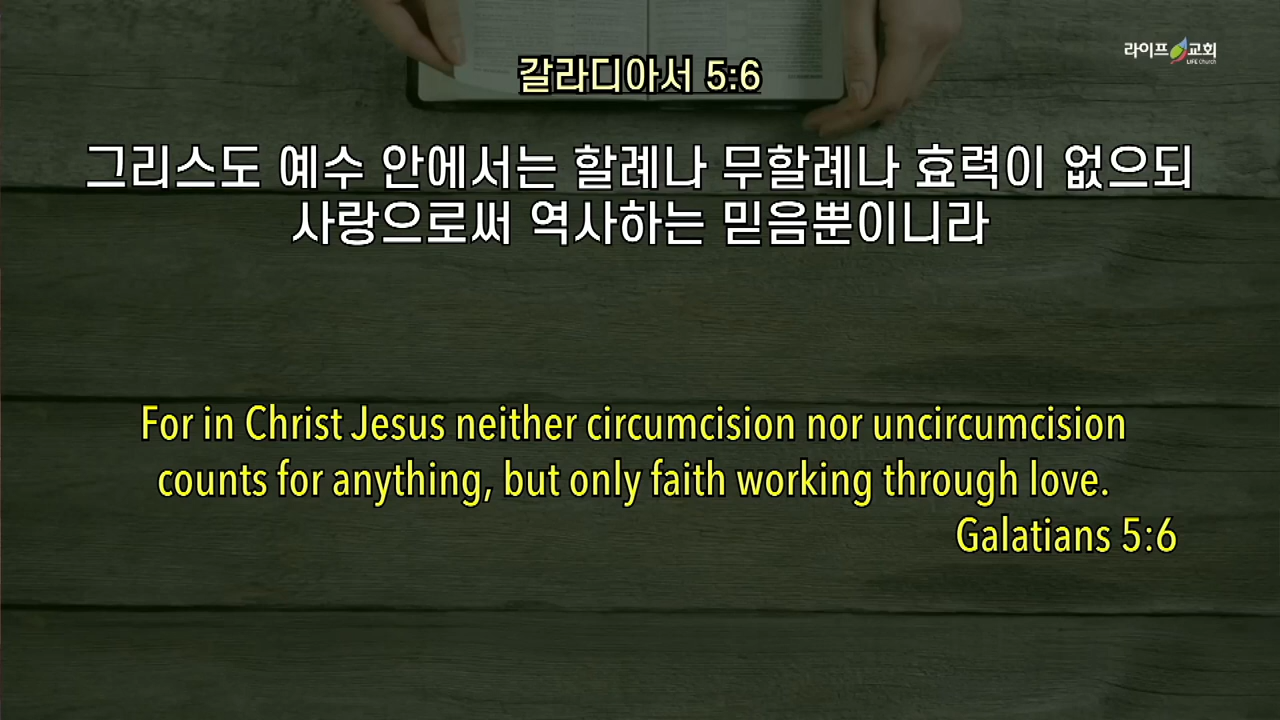 라이프 교회
LIFE Church
갈라디아서 5:6
그리스도 예수 안에서는 할례나 무할례나 효력이 없으되
사랑으로써 역사하는 믿음뿐이니라
For in Christ Jesus neither circumcision nor uncircumcision
counts for anything, but only faith working through love.
Galatians 5:6